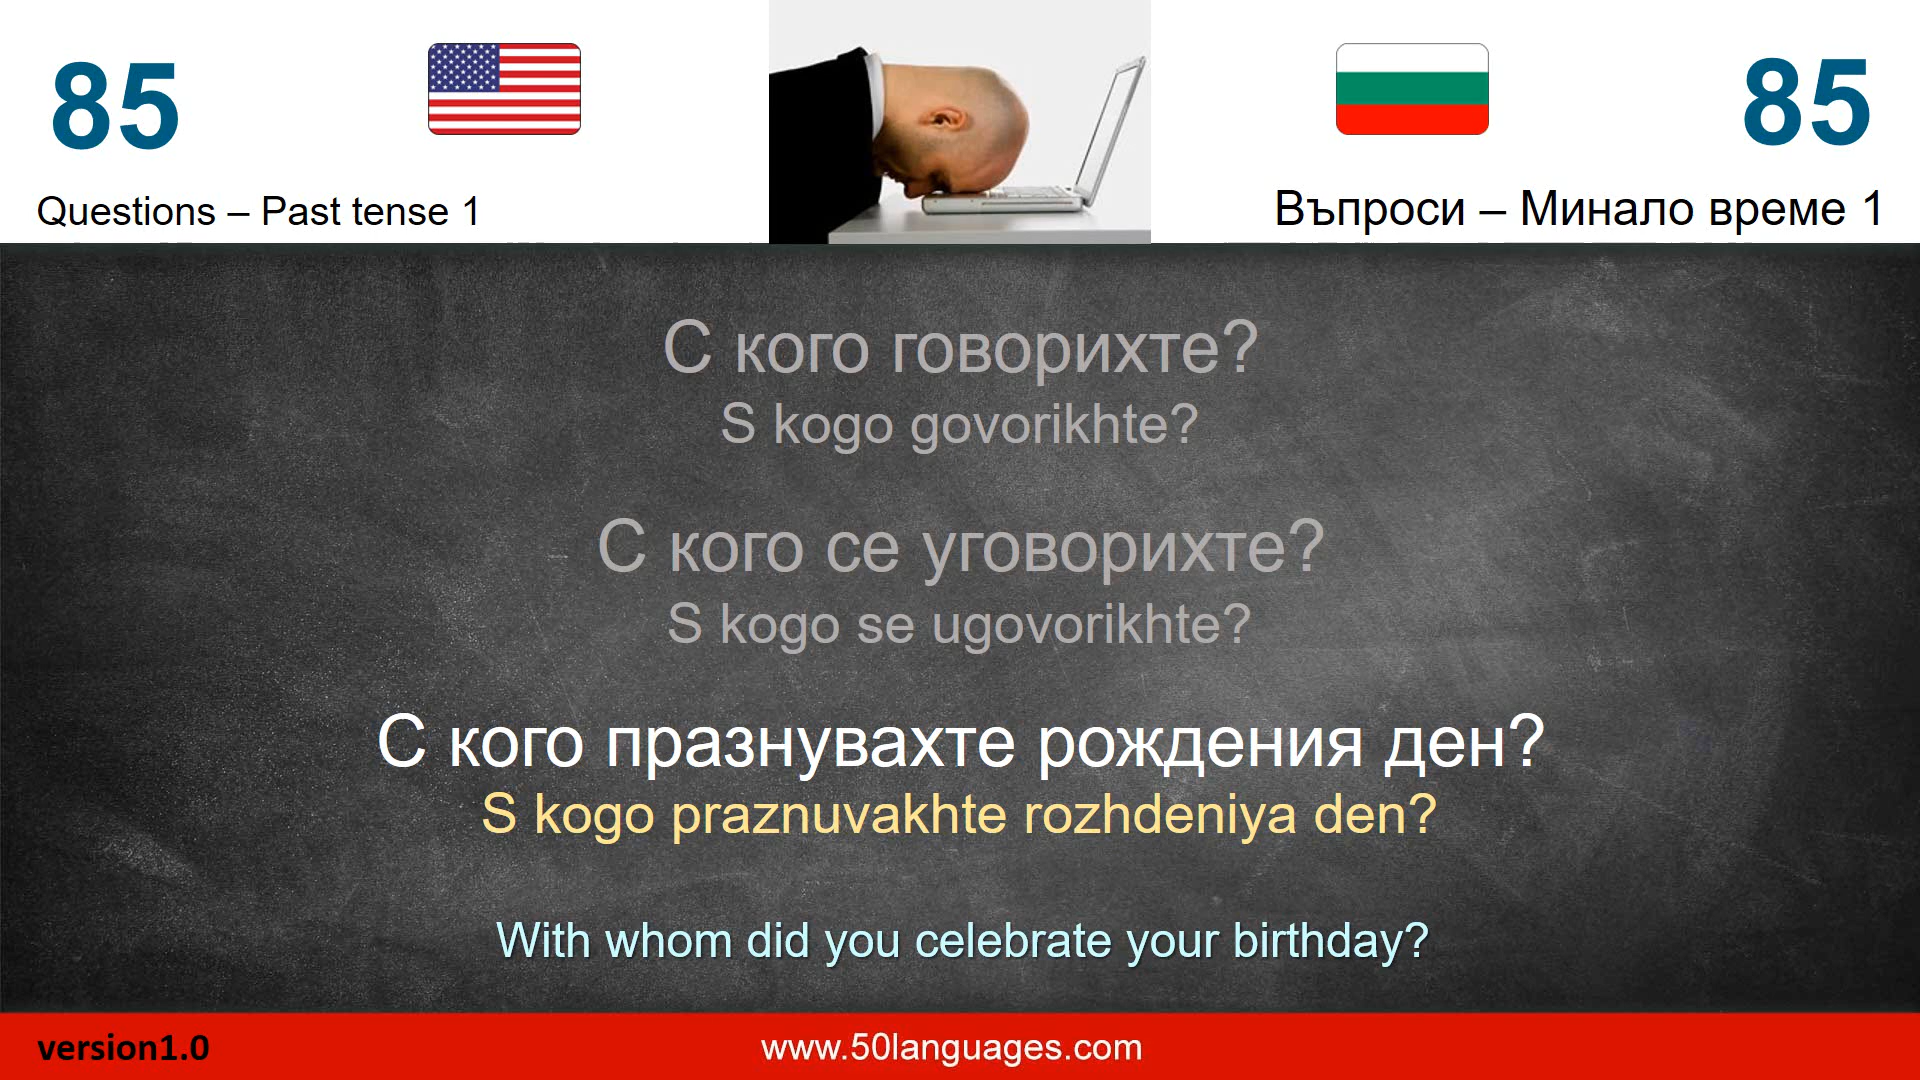 85
85
Questions – Past tense 1
Въпроси – Минало време 1
С кого говорихте?
S kogo govorikhte?
С кого се уговорихте?
S kogo se ugovorikhte?
С кого празнувахте рождения ден?
S kogo praznuvakhte rozhdeniya den?
With whom did you celebrate your birthday?
version1.0
www.50languages.com